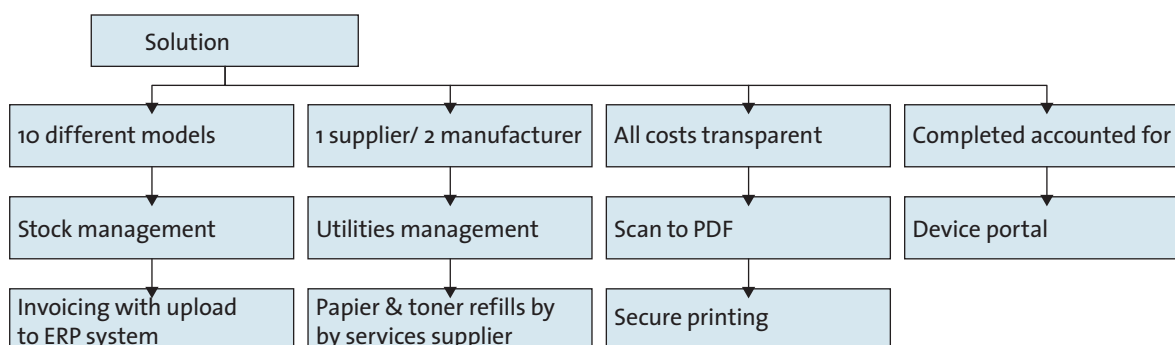 Solution
10 different models
1 supplier/ 2 manufacturer
All costs transparent
Completed accounted for
Stock management
Utilities management
Scan to PDF
Device portal
Invoicing with upload
to ERP system
Papier & toner refills by
by services supplier
Secure printing